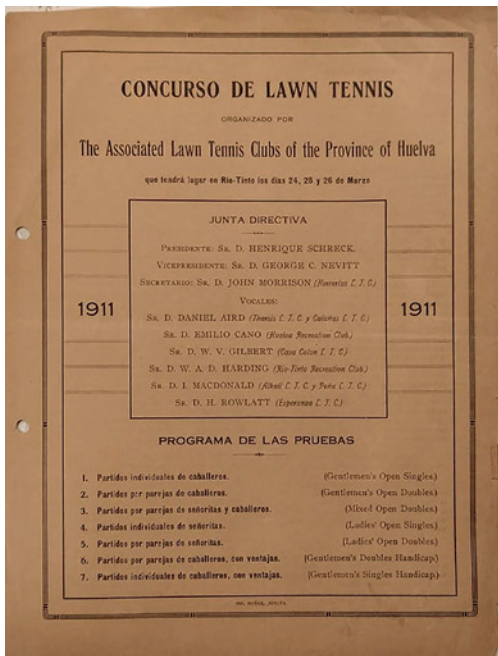 CONCURSO DE LAWN TENNIS
ORGANIZADO POR
The Associated Lawn Tennis Clubs of the Province of Huelva
que tendrá lugar en Rio-Tinto los dias 24, 25 y 26 de Marzo
JUNTA DIRECTIVA
PRESIDENTE: SR. D. HENRIQUE SCHRECK.
VICEPRESIDENTE: SR. D. GEORGE C. NEVITT
SECRETARIO: SR. D. JOHN MORRISON (Herrerias L. T. C.)
VOCALES:
SR. D. DANIEL AIRD (Tharsis L. T. C. y Calañas L. T. C.)
SR. D. EMILIO CANO (Huelva Recreation Club)
SR. D. W. V. GILBERT (Casa Colon L. T. C.)
SR. D. W. A. D. HARDING (Rio-Tinto Recreation Club)
SR. D. I. MACDONALD (Alkali L. T. C. y Peña L. T. C.)
SR. D. H. ROWLATT (Esperanza L. T. C.)
1911
1911
PROGRAMA DE LAS PRUEBAS
1. Partidos individuales de caballeros. (Gentlemen's Open Singles.)
2. Partidos por parejas de caballeros. (Gentlemen's Open Doubles.)
3. Partidos por parejas de señoritas y caballeros. (Mixed Open Doubles.)
4. Partidos individuales de señoritas. (Ladies' Open Singles.)
5. Partidos por parejas de señoritas. (Ladies' Open Doubles.)
6. Partidos por parejas de caballeros, con ventajas. (Gentlemen's Doubles Handicap.)
7. Partidos individuales de caballeros, con ventajas. (Gentlemen's Singles Handicap.)